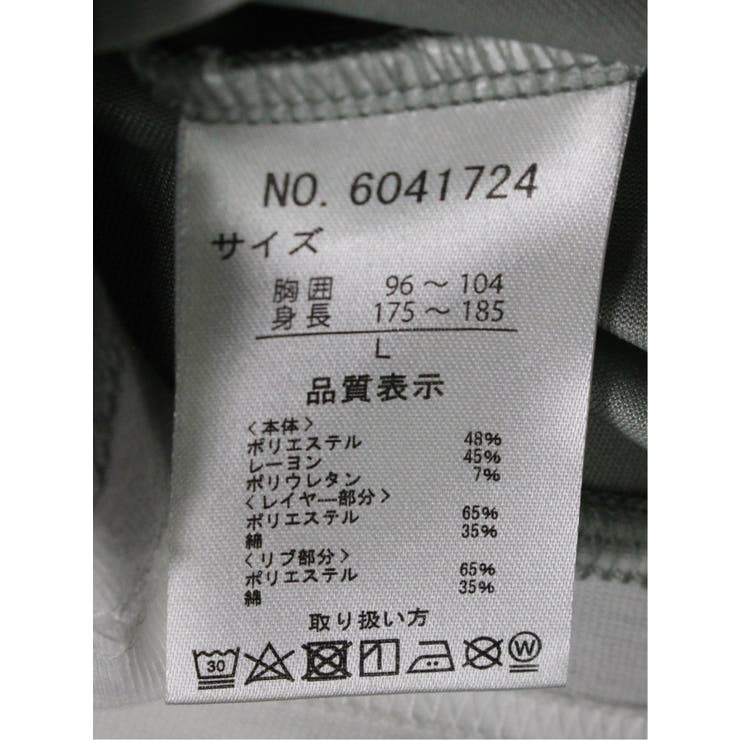 NO. 6041724
サイズ
胸囲 96～104
身長 175～185
L
品質表示
〈本体〉
ポリエステル 48%
レーヨン 45%
ポリウレタン 7%
〈レイヤー部分〉
ポリエステル 65%
綿 35%
〈リブ部分〉
ポリエステル 65%
綿 35%
取り扱い方
30 W